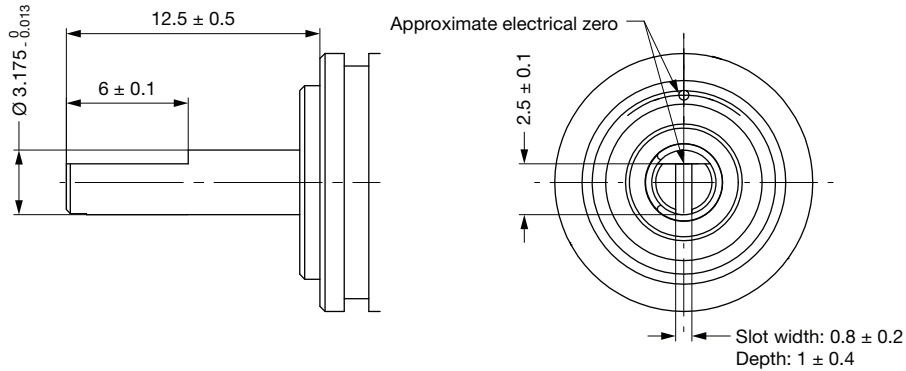 12.5 ± 0.5
Approximate electrical zero
Ø 3.175 - 0 0.013
6 ± 0.1
2.5 ± 0.1
Slot width: 0.8 ± 0.2
Depth: 1 ± 0.4